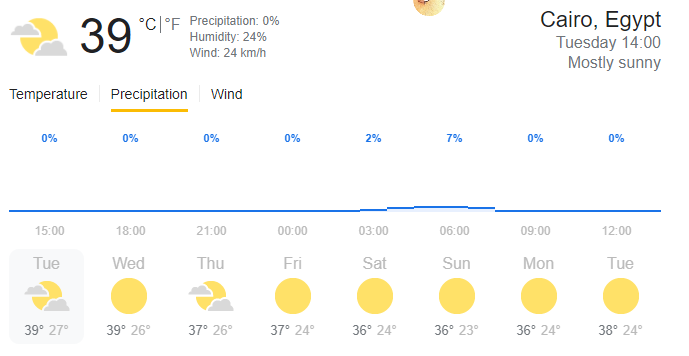 39 °C | °F
Precipitation: 0%
Humidity: 24%
Wind: 24 km/h
Cairo, Egypt
Tuesday 14:00
Mostly sunny
Temperature | Precipitation | Wind
0% 0% 0% 0% 2% 7% 0% 0%
15:00 18:00 21:00 00:00 03:00 06:00 09:00 12:00
Tue Wed Thu Fri Sat Sun Mon Tue
39° 27° 39° 26° 37° 26° 37° 24° 36° 24° 36° 23° 36° 24° 38° 24°